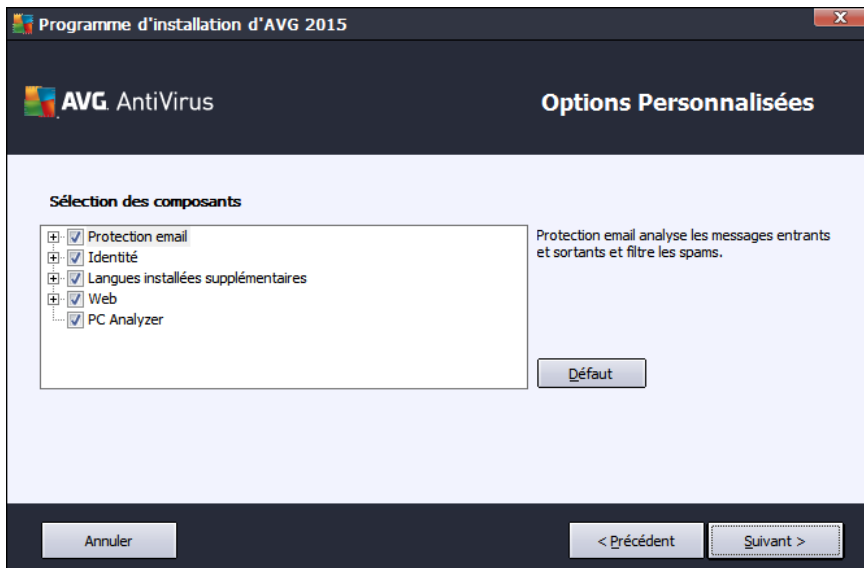 Programme d'installation d'AVG 2015
AVG. AntiVirus
Options Personnalisées
Sélection des composants
Protection email
Identité
Langues installées supplémentaires
Web
PC Analyzer
Protection email analyse les messages entrants
et sortants et filtre les spams.
Défaut
Annuler
< Précédent
Suivant >